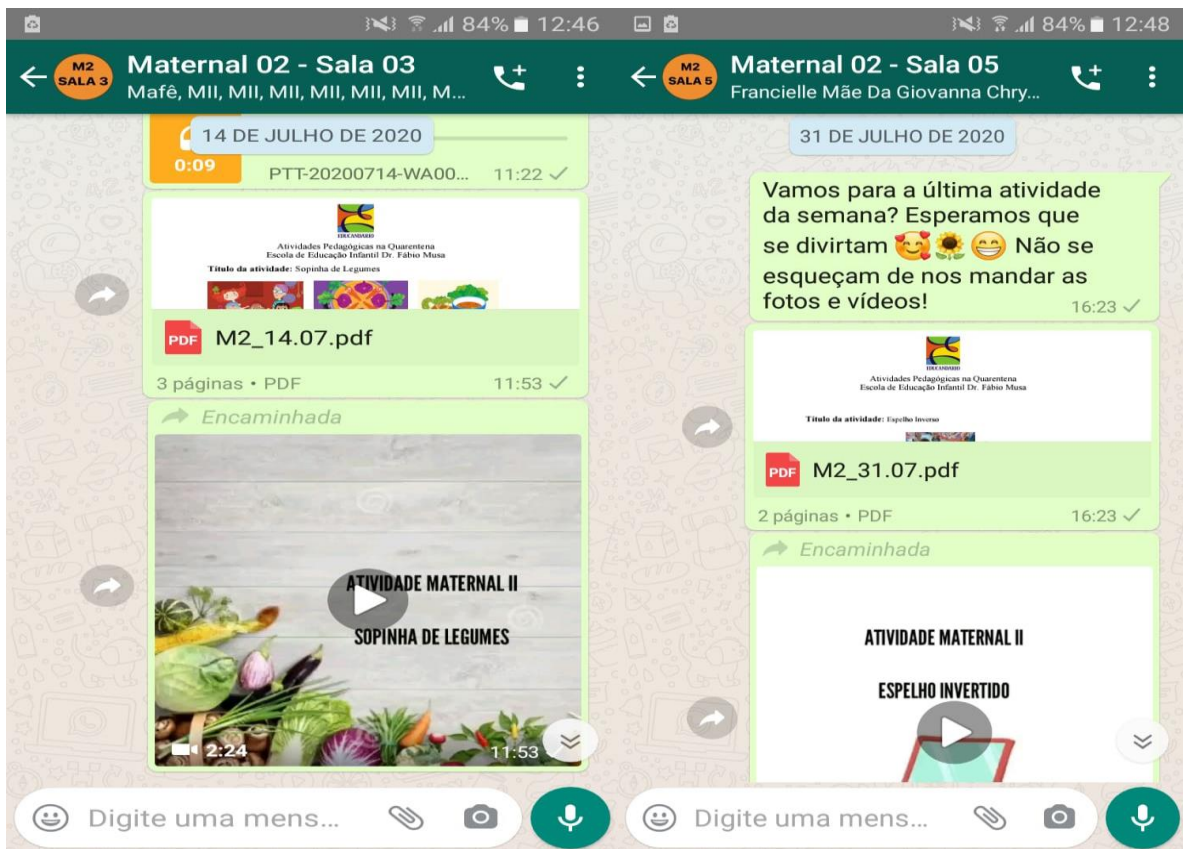 84% 12:46
M2
SALA 3
Maternal 02 - Sala 03
Mafê, MII, MII, MII, MII, MII, MII, M...
14 DE JULHO DE 2020
0:09
PTT-20200714-WA00... 11:22
EDUCANDÁRIO
Atividades Pedagógicas na Quarentena
Escola de Educação Infantil Dr. Fábio Musa
Título da atividade: Sopinha de Legumes
PDF M2_14.07.pdf
3 páginas • PDF 11:53
Encaminhada
ATIVIDADE MATERNAL II
SOPINHA DE LEGUMES
2:24 11:53
Digite uma mens...
84% 12:48
M2
SALA 5
Maternal 02 - Sala 05
Francielle Mãe Da Giovanna Chry...
31 DE JULHO DE 2020
Vamos para a última atividade
da semana? Esperamos que
se divirtam 🥰🌻😁 Não se
esqueçam de nos mandar as
fotos e vídeos! 16:23
EDUCANDÁRIO
Atividades Pedagógicas na Quarentena
Escola de Educação Infantil Dr. Fábio Musa
Título da atividade: Espelho Inverso
PDF M2_31.07.pdf
2 páginas • PDF 16:23
Encaminhada
ATIVIDADE MATERNAL II
ESPELHO INVERTIDO
Digite uma mens...